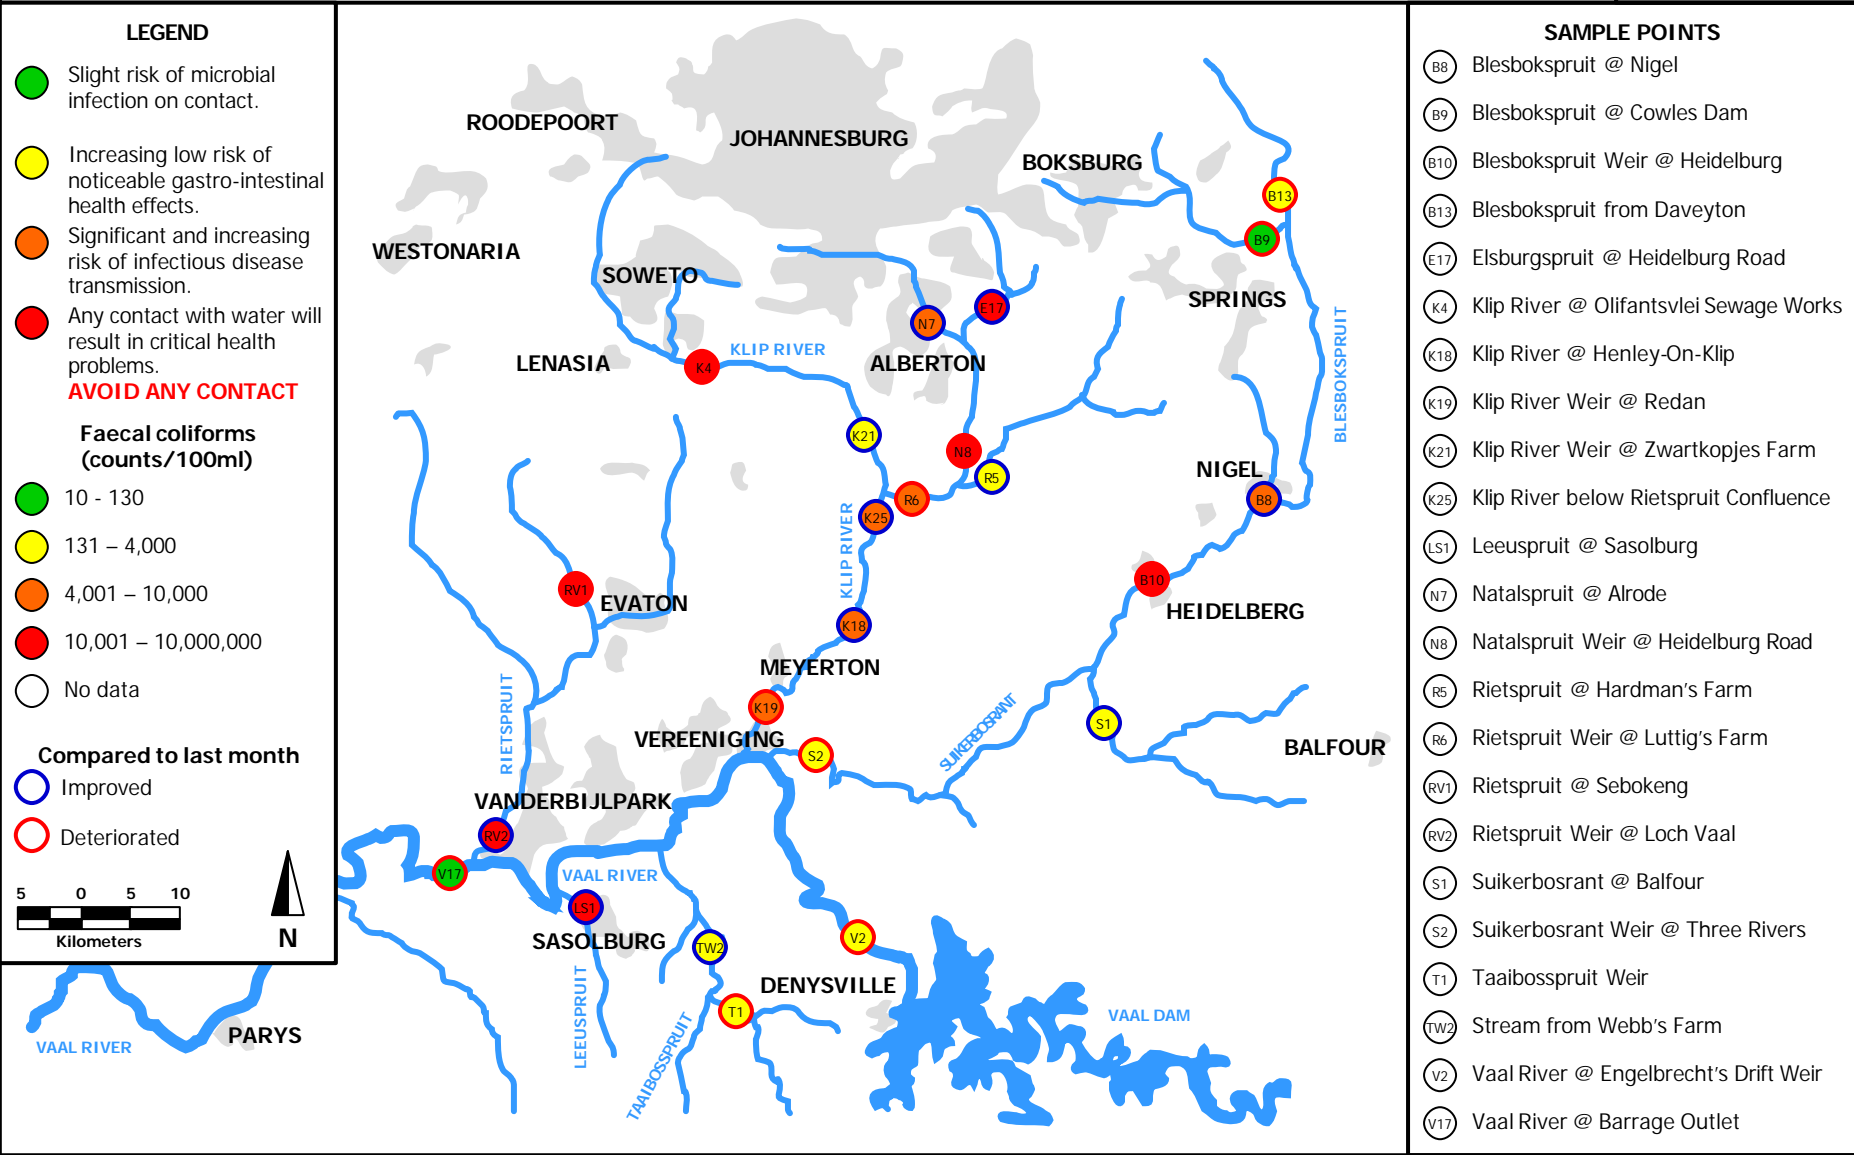 LEGEND
Slight risk of microbial
infection on contact.
Increasing low risk of
noticeable gastro-intestinal
health effects.
Significant and increasing
risk of infectious disease
transmission.
Any contact with water will
result in critical health
problems.
AVOID ANY CONTACT
Faecal coliforms
(counts/100ml)
10 - 130
131 – 4,000
4,001 – 10,000
10,001 – 10,000,000
No data
Compared to last month
Improved
Deteriorated
5 0 5 10
Kilometers
N
ROODEPOORT
JOHANNESBURG
BOKSBURG
B13
B9
WESTONARIA
SOWETO
SPRINGS
E17
N7
BLESBOKSPRUIT
KLIP RIVER
LENASIA
K4
ALBERTON
K21
N8
R5
NIGEL
B8
R6
K25
KLIP RIVER
B10
RV1
EVATON
HEIDELBERG
K18
MEYERTON
RIETSPRUIT
K19
S1
SUIKERBOSRANT
VEREENIGING
S2
BALFOUR
VANDERBIJLPARK
RV2
V17
VAAL RIVER
LS1
SASOLBURG
TW2
V2
DENYSVILLE
LEEUSPRUIT
T1
TAAIBOSSPRUIT
VAAL DAM
PARYS
VAAL RIVER
SAMPLE POINTS
B8 Blesbokspruit @ Nigel
B9 Blesbokspruit @ Cowles Dam
B10 Blesbokspruit Weir @ Heidelburg
B13 Blesbokspruit from Daveyton
E17 Elsburgspruit @ Heidelburg Road
K4 Klip River @ Olifantsvlei Sewage Works
K18 Klip River @ Henley-On-Klip
K19 Klip River Weir @ Redan
K21 Klip River Weir @ Zwartkopjes Farm
K25 Klip River below Rietspruit Confluence
LS1 Leeuspruit @ Sasolburg
N7 Natalspruit @ Alrode
N8 Natalspruit Weir @ Heidelburg Road
R5 Rietspruit @ Hardman's Farm
R6 Rietspruit Weir @ Luttig's Farm
RV1 Rietspruit @ Sebokeng
RV2 Rietspruit Weir @ Loch Vaal
S1 Suikerbosrant @ Balfour
S2 Suikerbosrant Weir @ Three Rivers
T1 Taaibosspruit Weir
TW2 Stream from Webb's Farm
V2 Vaal River @ Engelbrecht's Drift Weir
V17 Vaal River @ Barrage Outlet